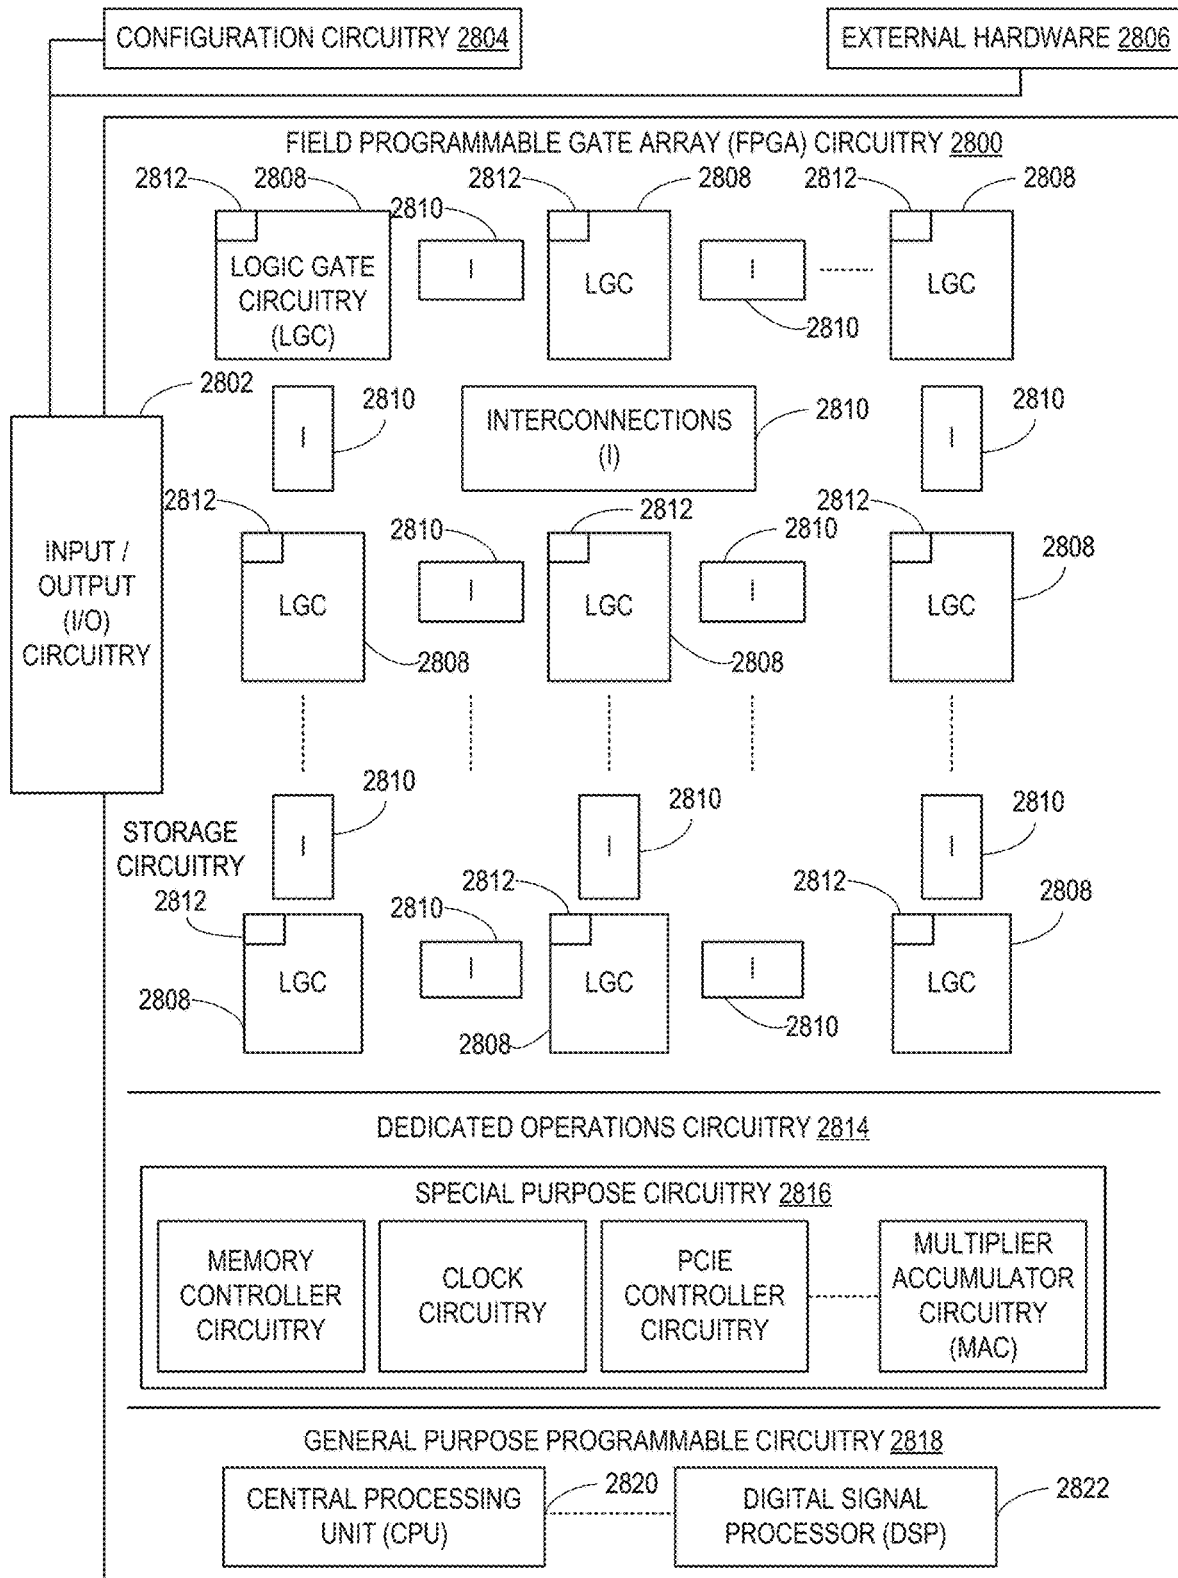 CONFIGURATION CIRCUITRY 2804
EXTERNAL HARDWARE 2806
FIELD PROGRAMMABLE GATE ARRAY (FPGA) CIRCUITRY 2800
2812
2808
2810
2812
2808
2812
2808
LOGIC GATE
CIRCUITRY
(LGC)
I
LGC
I
LGC
2810
2802
2810
I
INTERCONNECTIONS
(I)
2810
I
2810
2812
2810
2812
2810
2812
2808
INPUT /
OUTPUT
(I/O)
CIRCUITRY
LGC
I
LGC
I
LGC
2808
2808
2810
2810
2810
I
I
I
STORAGE
CIRCUITRY
2812
2810
2812
2812
2808
LGC
I
LGC
I
LGC
2808
2808
2810
DEDICATED OPERATIONS CIRCUITRY 2814
SPECIAL PURPOSE CIRCUITRY 2816
MEMORY
CONTROLLER
CIRCUITRY
CLOCK
CIRCUITRY
PCIE
CONTROLLER
CIRCUITRY
MULTIPLIER
ACCUMULATOR
CIRCUITRY
(MAC)
GENERAL PURPOSE PROGRAMMABLE CIRCUITRY 2818
CENTRAL PROCESSING
UNIT (CPU)
2820
DIGITAL SIGNAL
PROCESSOR (DSP)
2822